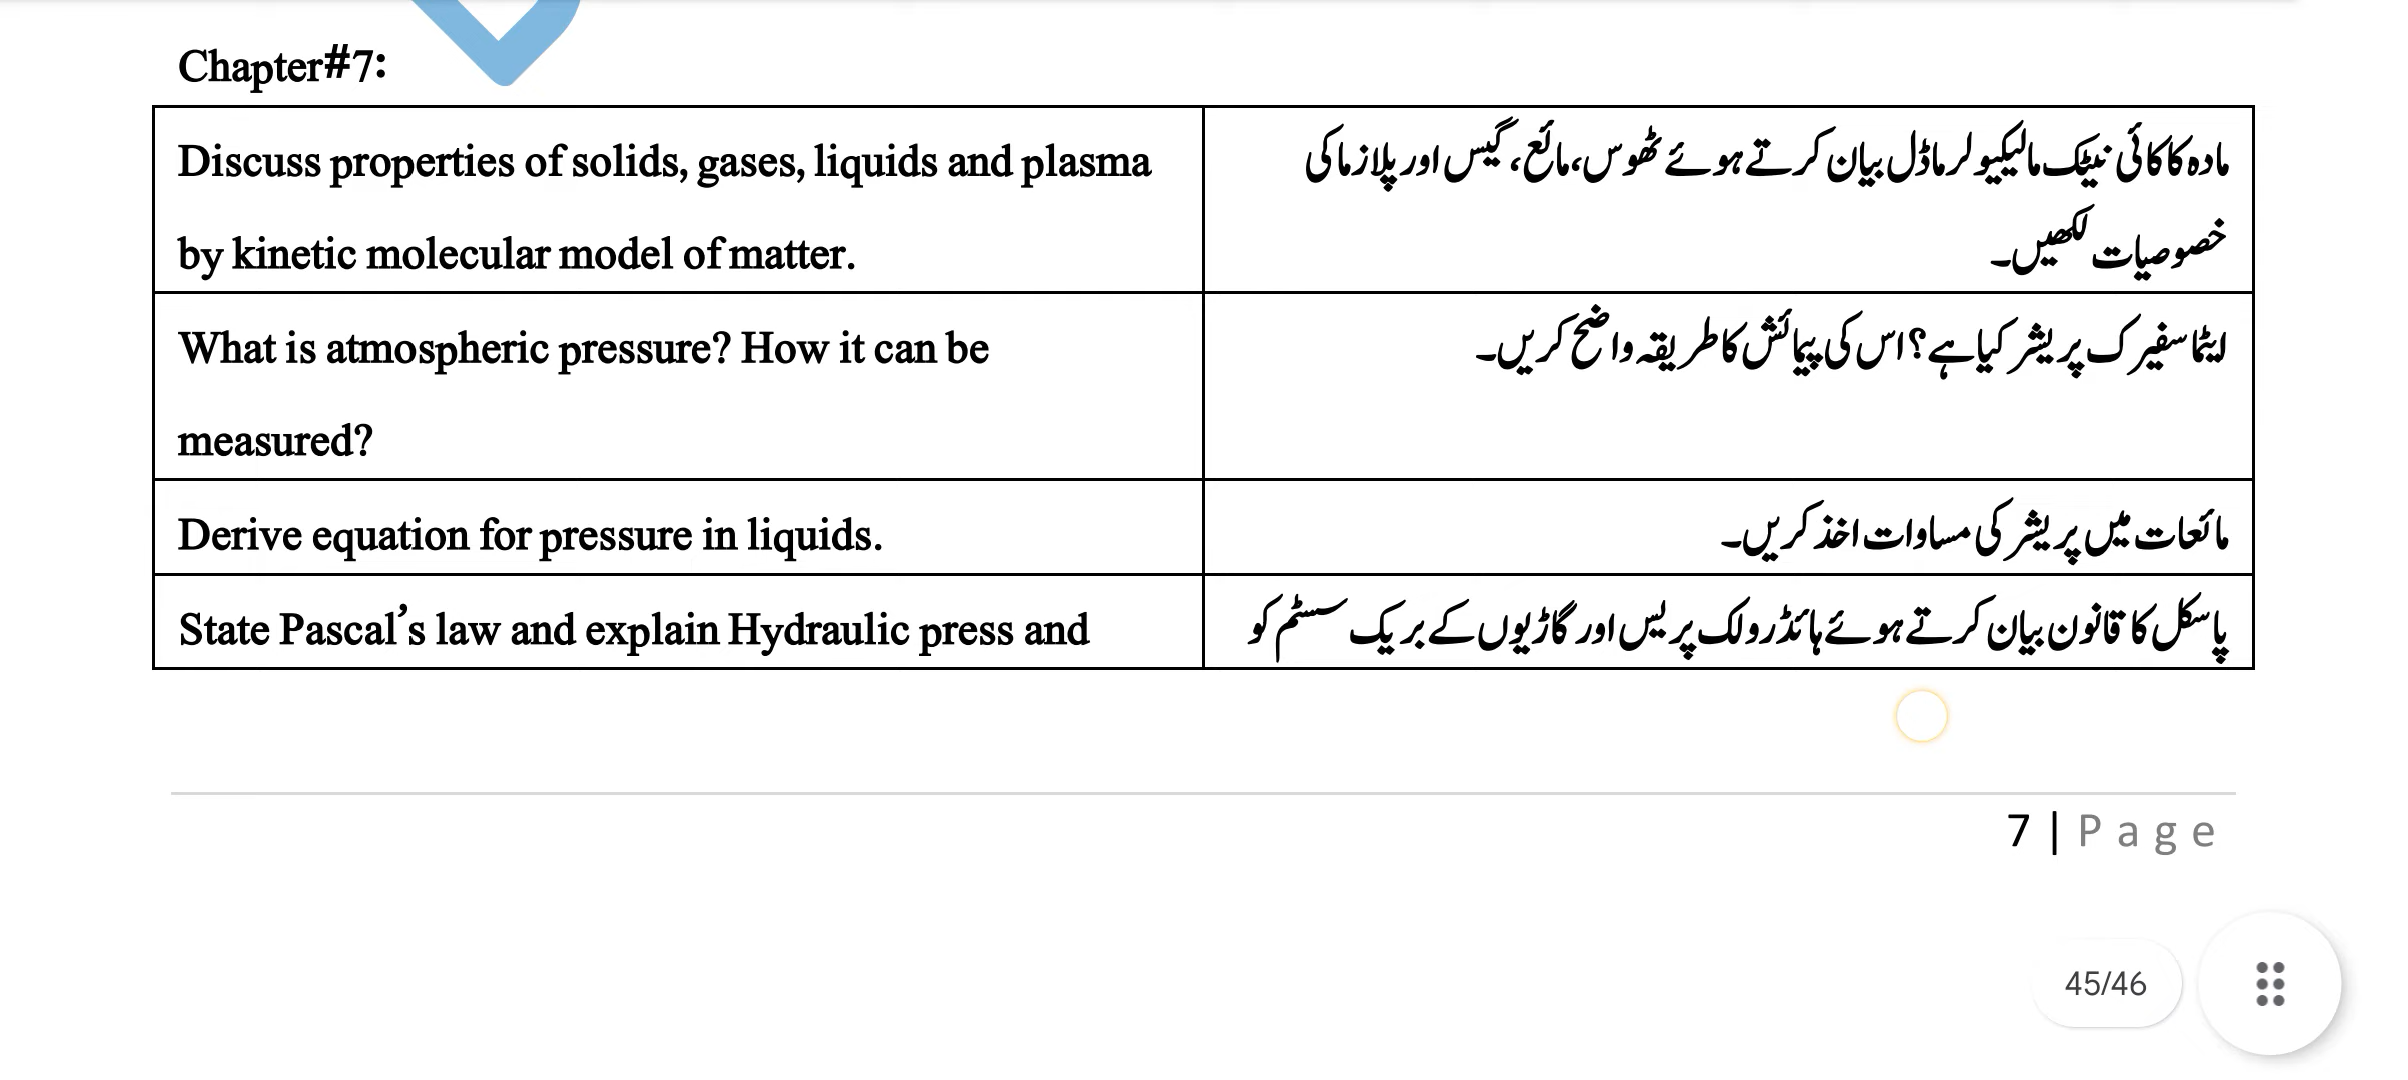 Chapter#7:
Discuss properties of solids, gases, liquids and plasma
by kinetic molecular model of matter.
مادہ کا کائی نیٹک مالیکیولر ماڈل بیان کرتے ہوئے ٹھوس، مائع، گیس اور پلازما کی
خصوصیات لکھیں۔
What is atmospheric pressure? How it can be
measured?
ایٹما سفیرک پریشر کیا ہے؟ اس کی پیمائش کا طریقہ واضح کریں۔
Derive equation for pressure in liquids.
مائعات میں پریشر کی مساوات اخذ کریں۔
State Pascal’s law and explain Hydraulic press and
پاسکل کا قانون بیان کرتے ہوئے ہائڈرولک پریس اور گاڑیوں کے بریک سسٹم کو
7 | Page
45/46